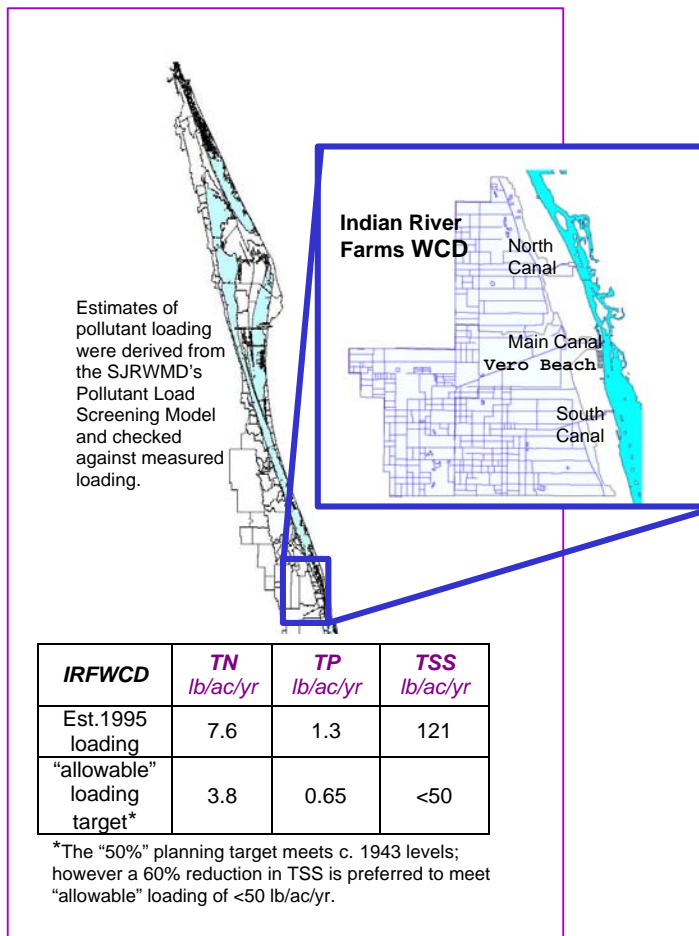 Indian River
Farms WCD
North
Canal
Main Canal
Vero Beach
South
Canal
Estimates of
pollutant loading
were derived from
the SJRWMD's
Pollutant Load
Screening Model
and checked
against measured
loading.
IRFWCD TN TP TSS
lb/ac/yr lb/ac/yr lb/ac/yr
Est.1995
loading 7.6 1.3 121
“allowable”
loading
target* 3.8 0.65 <50
*The “50%” planning target meets c. 1943 levels;
however a 60% reduction in TSS is preferred to meet
“allowable” loading of <50 lb/ac/yr.